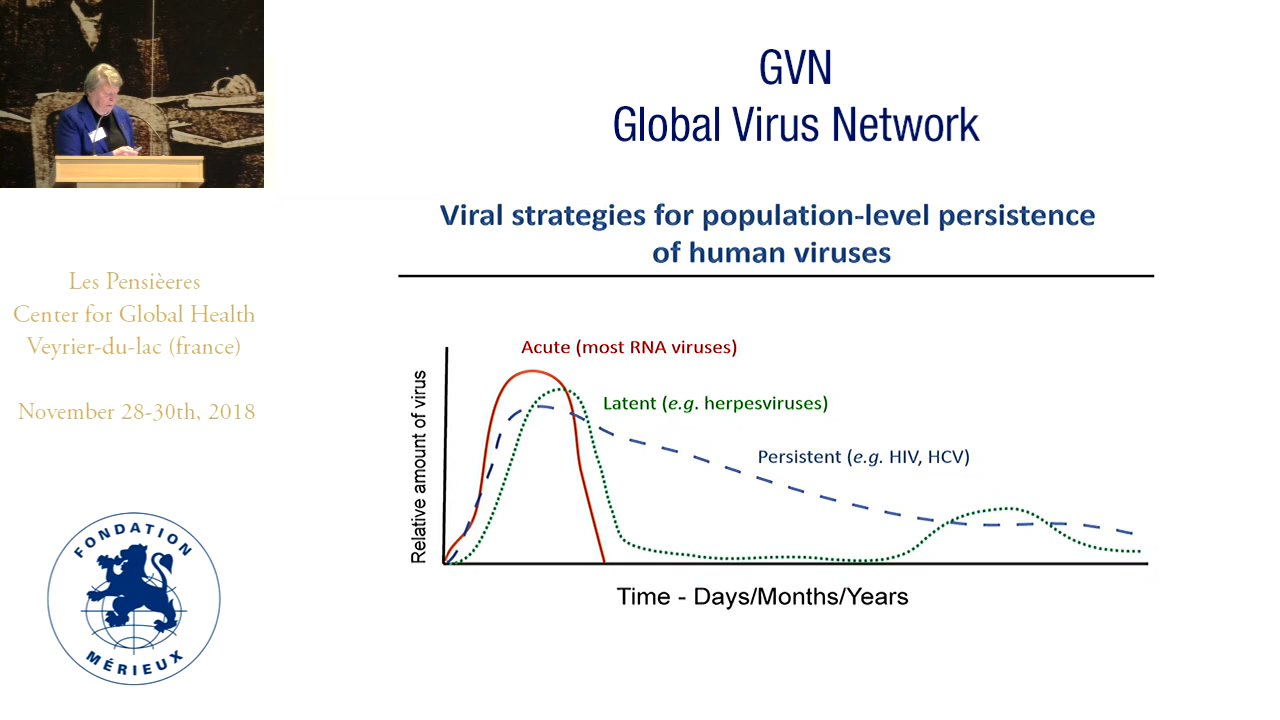 GVN
Global Virus Network
Viral strategies for population-level persistence
of human viruses
Les Pensièeres
Center for Global Health
Veyrier-du-lac (france)
November 28-30th, 2018
FONDATION
MÉRIEUX
Relative amount of virus
Acute (most RNA viruses)
Latent (e.g. herpesviruses)
Persistent (e.g. HIV, HCV)
Time - Days/Months/Years